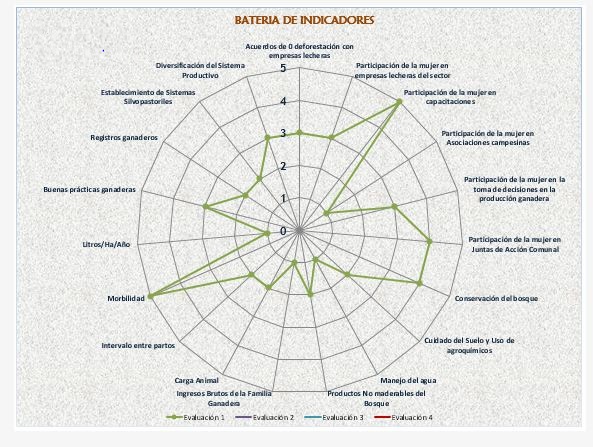 BATERIA DE INDICADORES
Acuerdos de 0 deforestación con
empresas lecheras
Participación de la mujer en
empresas lecheras del sector
Participación de la mujer en
capacitaciones
Participación de la mujer en
Asociaciones campesinas
Participación de la mujer en la
toma de decisiones en la
producción ganadera
Participación de la mujer en
Juntas de Acción Comunal
Conservación del bosque
Cuidado del Suelo y Uso de
agroquímicos
Manejo del agua
Productos No maderables del
Bosque
Ingresos Brutos de la Familia
Ganadera
Carga Animal
Intervalo entre partos
Morbilidad
Litros/Ha/Año
Buenas prácticas ganaderas
Registros ganaderos
Establecimiento de Sistemas
Silvopastoriles
Diversificación del Sistema
Productivo
5
4
3
2
1
0
Evaluación 1 Evaluación 2 Evaluación 3 Evaluación 4